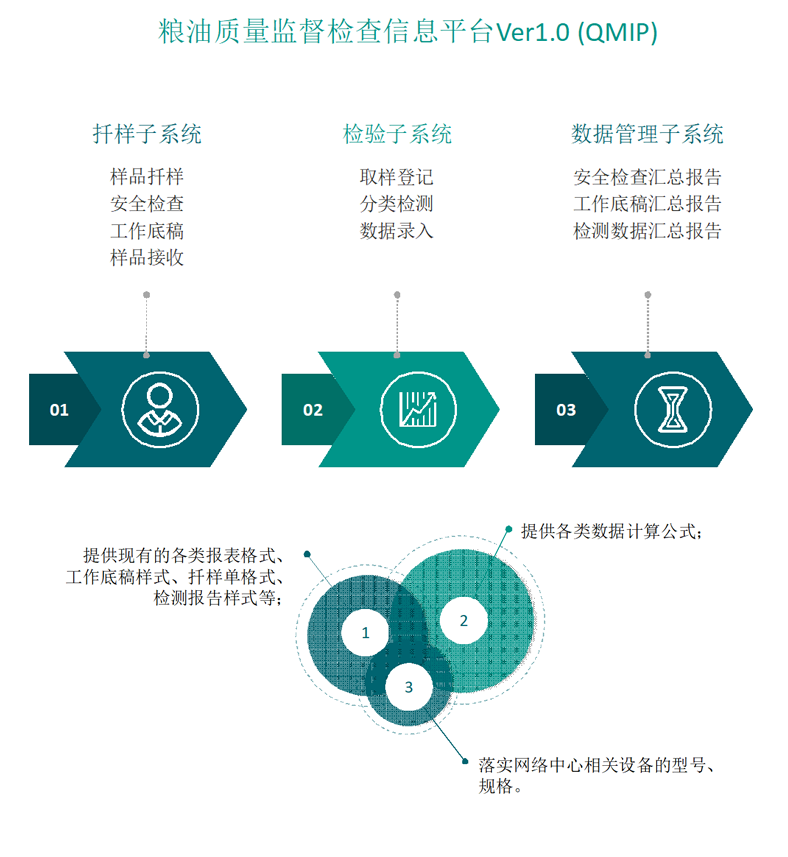 粮油质量监督检查信息平台Ver1.0 (QMIP)
扦样子系统
样品扦样
安全检查
工作底稿
样品接收
检验子系统
取样登记
分类检测
数据录入
数据管理子系统
安全检查汇总报告
工作底稿汇总报告
检测数据汇总报告
01
02
03
提供现有的各类报表格式、
工作底稿样式、扦样单格式、
检测报告样式等；
提供各类数据计算公式；
1
2
3
落实网络中心相关设备的型号、
规格。